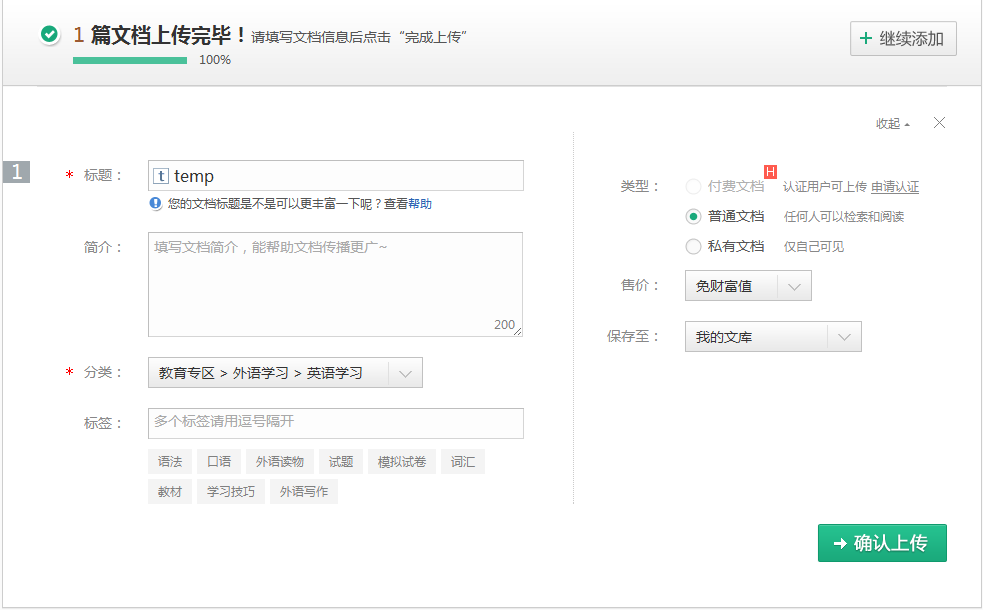 1 篇文档上传完毕！请填写文档信息后点击“完成上传”
100%
+ 继续添加
收起
1
* 标题：
t temp
您的文档标题是不是可以更丰富一下呢？查看帮助
简介：
填写文档简介，能帮助文档传播更广~
200
* 分类：
教育专区 > 外语学习 > 英语学习
标签：
多个标签请用逗号隔开
语法 口语 外语读物 试题 模拟试卷 词汇
教材 学习技巧 外语写作
类型：
付费文档 H 认证用户可上传 申请认证
普通文档 任何人可以检索和阅读
私有文档 仅自己可见
售价：
免财富值
保存至：
我的文库
确认上传